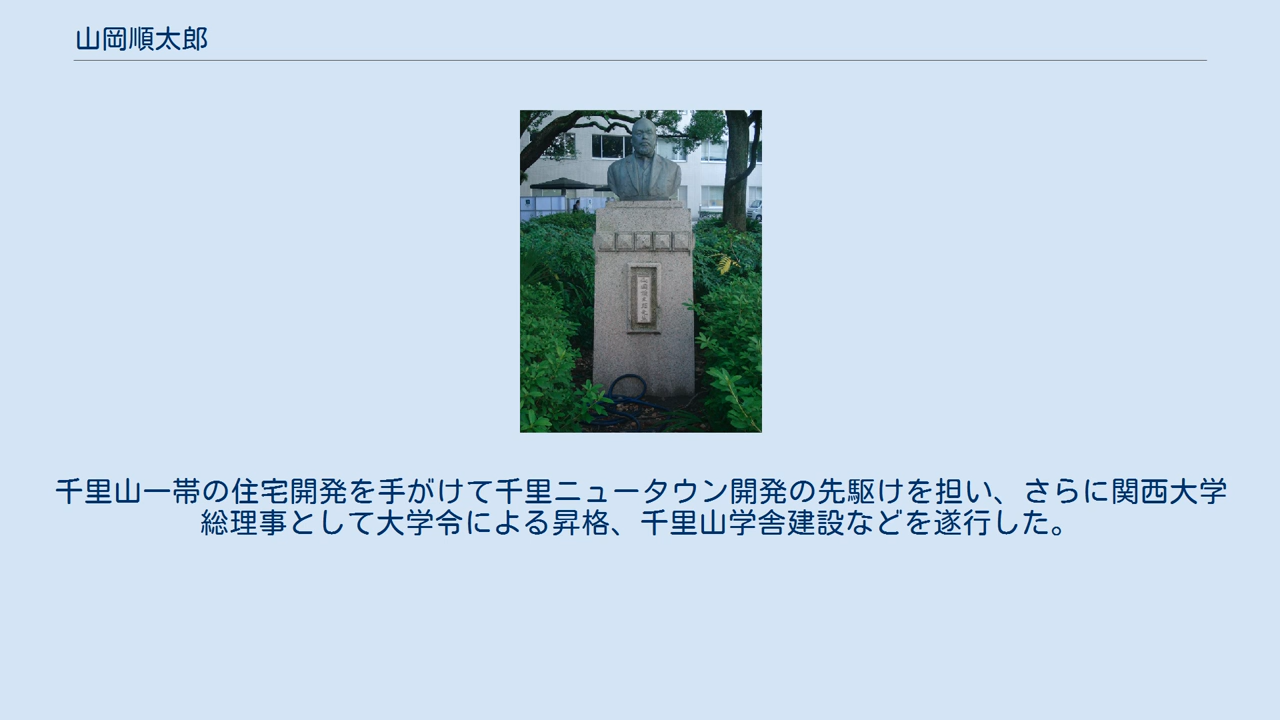 山岡順太郎
千里山一帯の住宅開発を手がけて千里ニュータウン開発の先駆けを担い、さらに関西大学
総理事として大学令による昇格、千里山学舎建設などを遂行した。